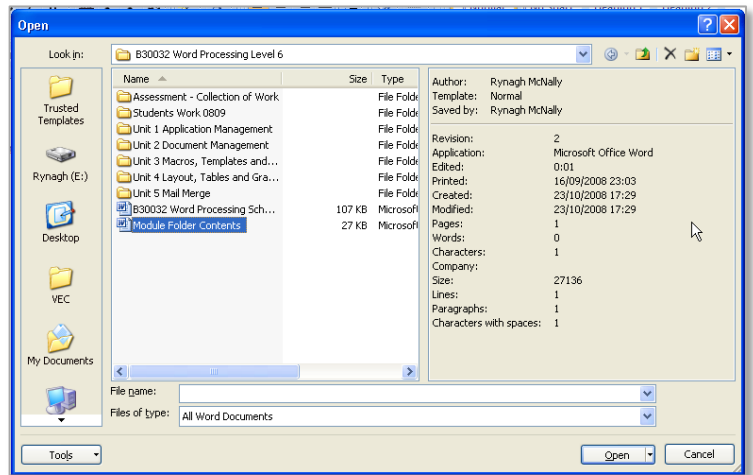 Open
Look in:
B30032 Word Processing Level 6
Trusted
Templates
Rynagh (E:)
Desktop
VEC
My Documents
Name Size Type
Assessment - Collection of Work File Folde
Students Work 0809 File Folde
Unit 1 Application Management File Folde
Unit 2 Document Management File Folde
Unit 3 Macros, Templates and... File Folde
Unit 4 Layout, Tables and Gra... File Folde
Unit 5 Mail Merge File Folde
B30032 Word Processing Sch... 107 KB Microsoft
Module Folder Contents 27 KB Microsoft
Author: Rynagh McNally
Template: Normal
Saved by: Rynagh McNally
Revision: 2
Application: Microsoft Office Word
Edited: 0:01
Printed: 16/09/2008 23:03
Created: 23/10/2008 17:29
Modified: 23/10/2008 17:29
Pages: 1
Words: 0
Characters: 1
Company:
Size: 27136
Lines: 1
Paragraphs: 1
Characters with spaces: 1
File name:
Files of type: All Word Documents
Tools
Open
Cancel